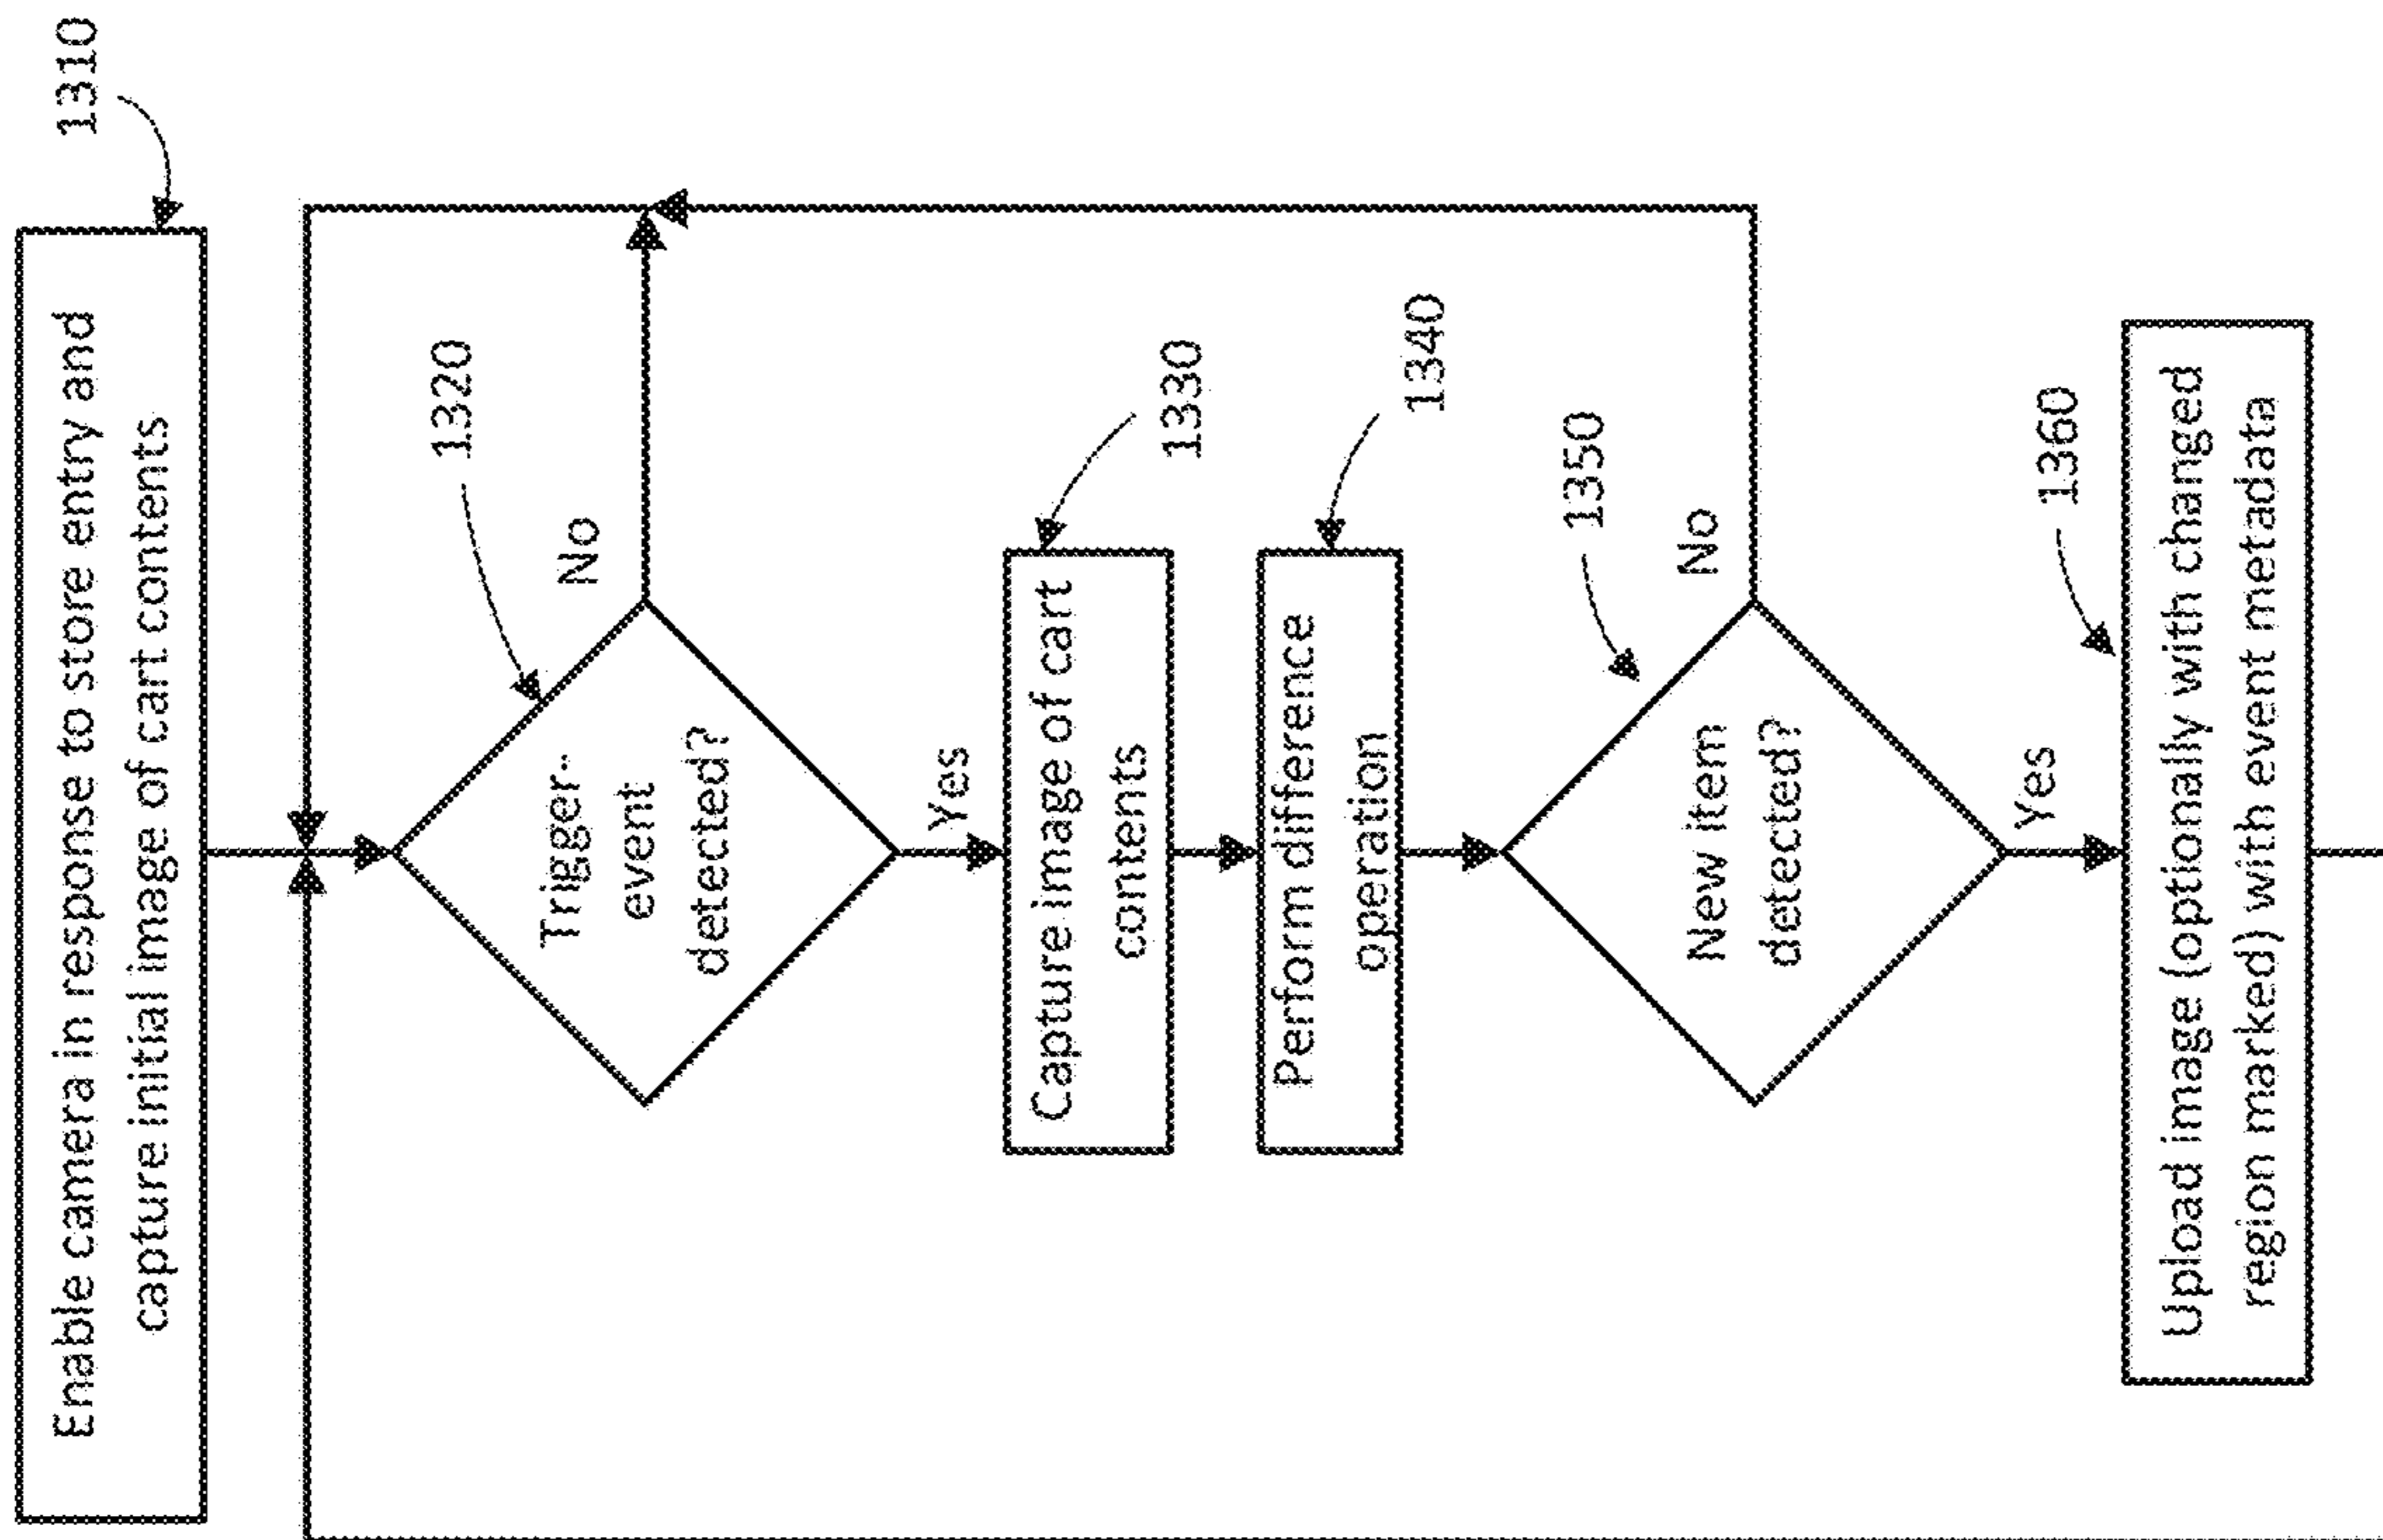 1310
Enable camera in response to store entry and
capture initial image of cart contents
1320
Trigger-
event
detected?
No
Yes
1330
Capture image of cart
contents
1340
Perform difference
operation
1350
New item
detected?
No
Yes
1360
Upload image (optionally with changed
region marked) with event metadata